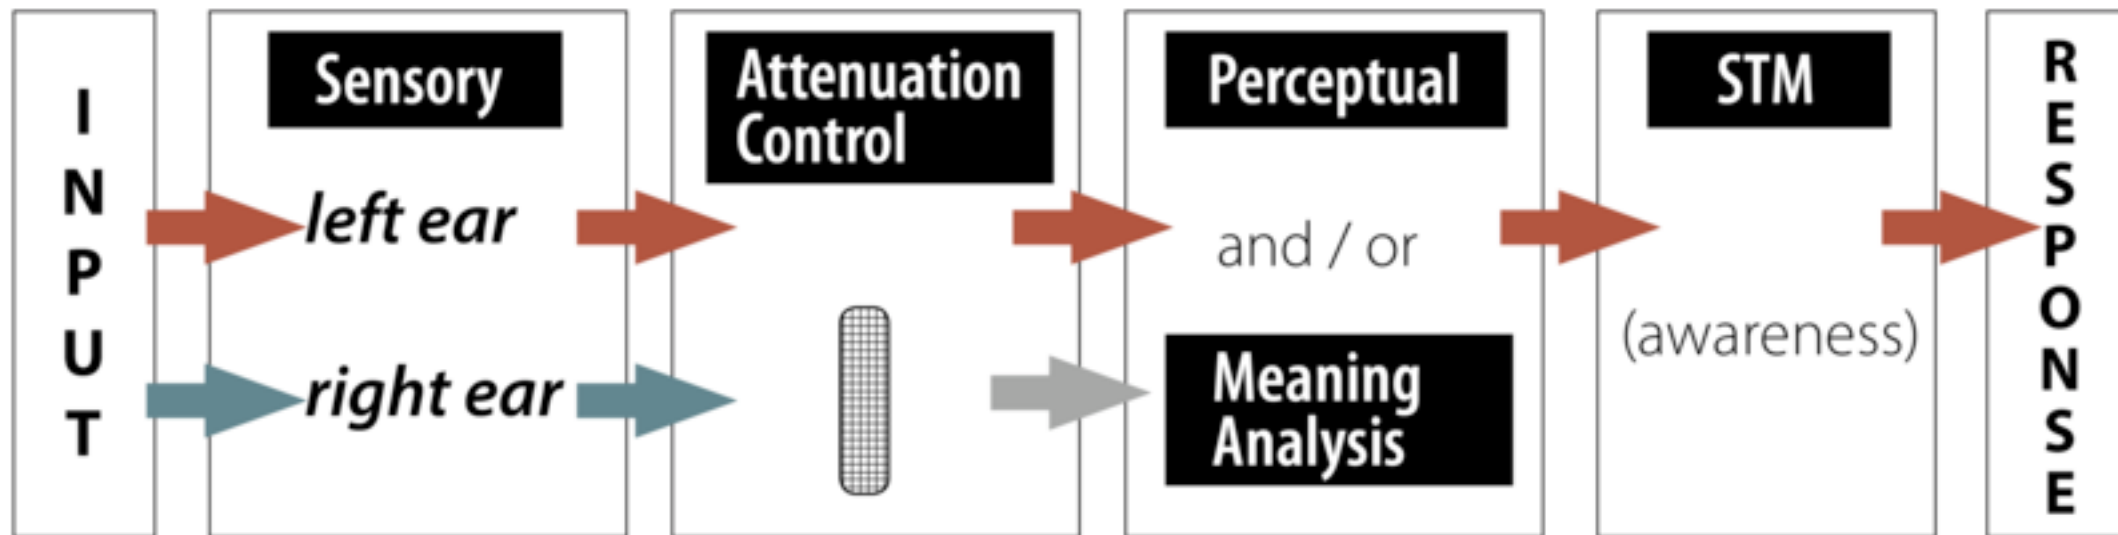 INPUT
Sensory
left ear
right ear
Attenuation
Control
Perceptual
and / or
Meaning
Analysis
STM
(awareness)
RESPONSE